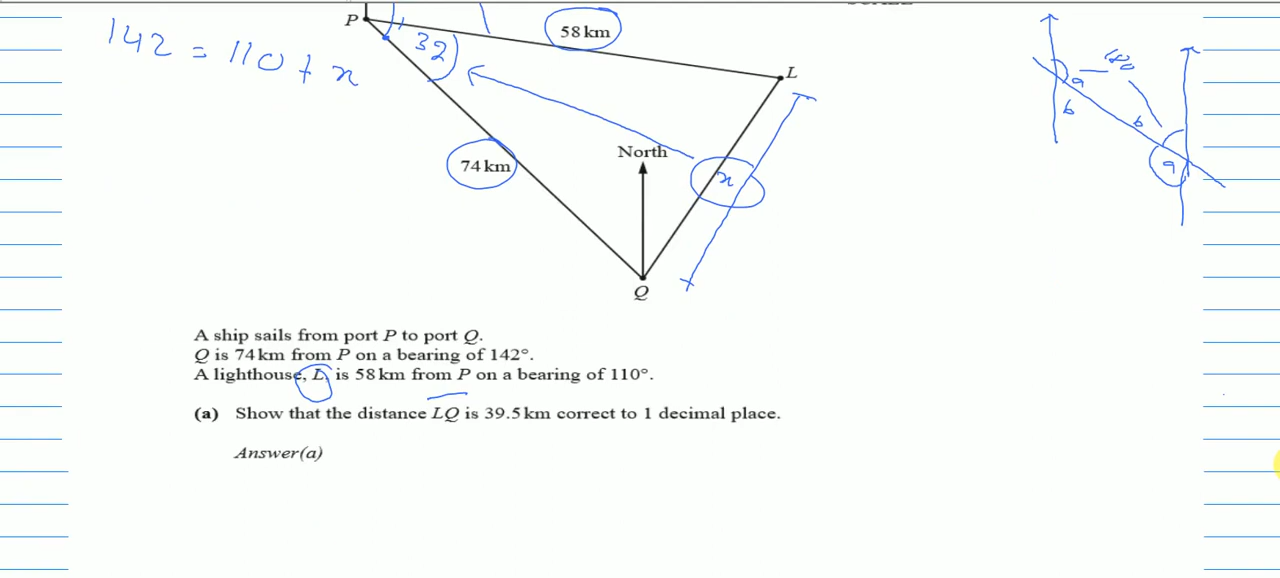 P
58 km
142 = 110 + x
32
L
180
a
b
b
a
North
74 km
x
Q
A ship sails from port P to port Q.
Q is 74 km from P on a bearing of 142°.
A lighthouse, L, is 58 km from P on a bearing of 110°.
(a) Show that the distance LQ is 39.5 km correct to 1 decimal place.
Answer(a)